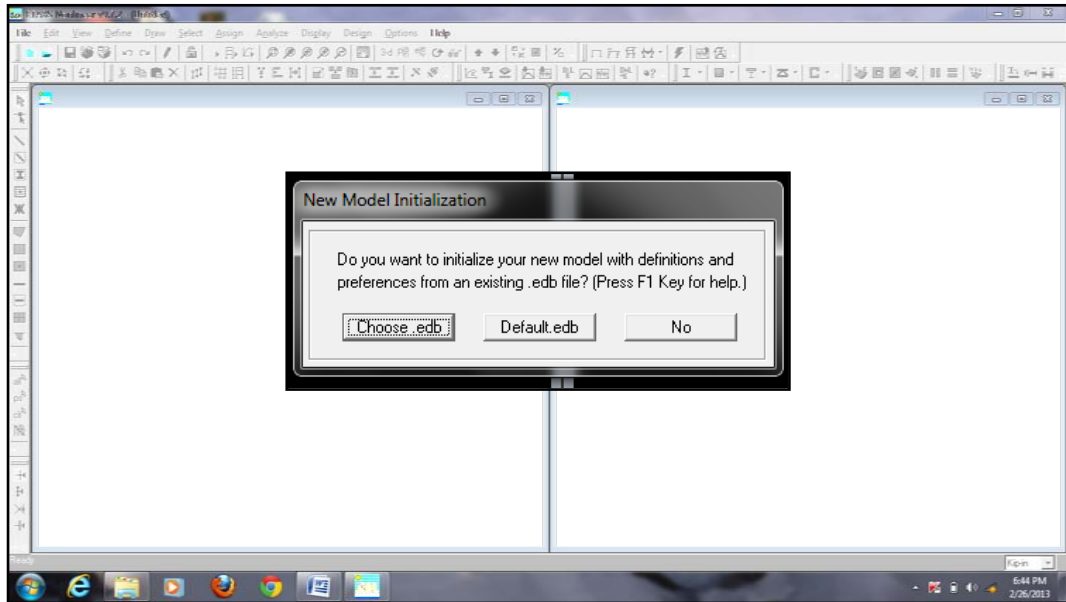 File Edit View Define Draw Select Assign Analyze Display Design Options Help
3d
New Model Initialization
Do you want to initialize your new model with definitions and
preferences from an existing .edb file? (Press F1 Key for help.)
Choose .edb Default.edb No
Ready
Kip-in
6:44 PM
2/26/2013